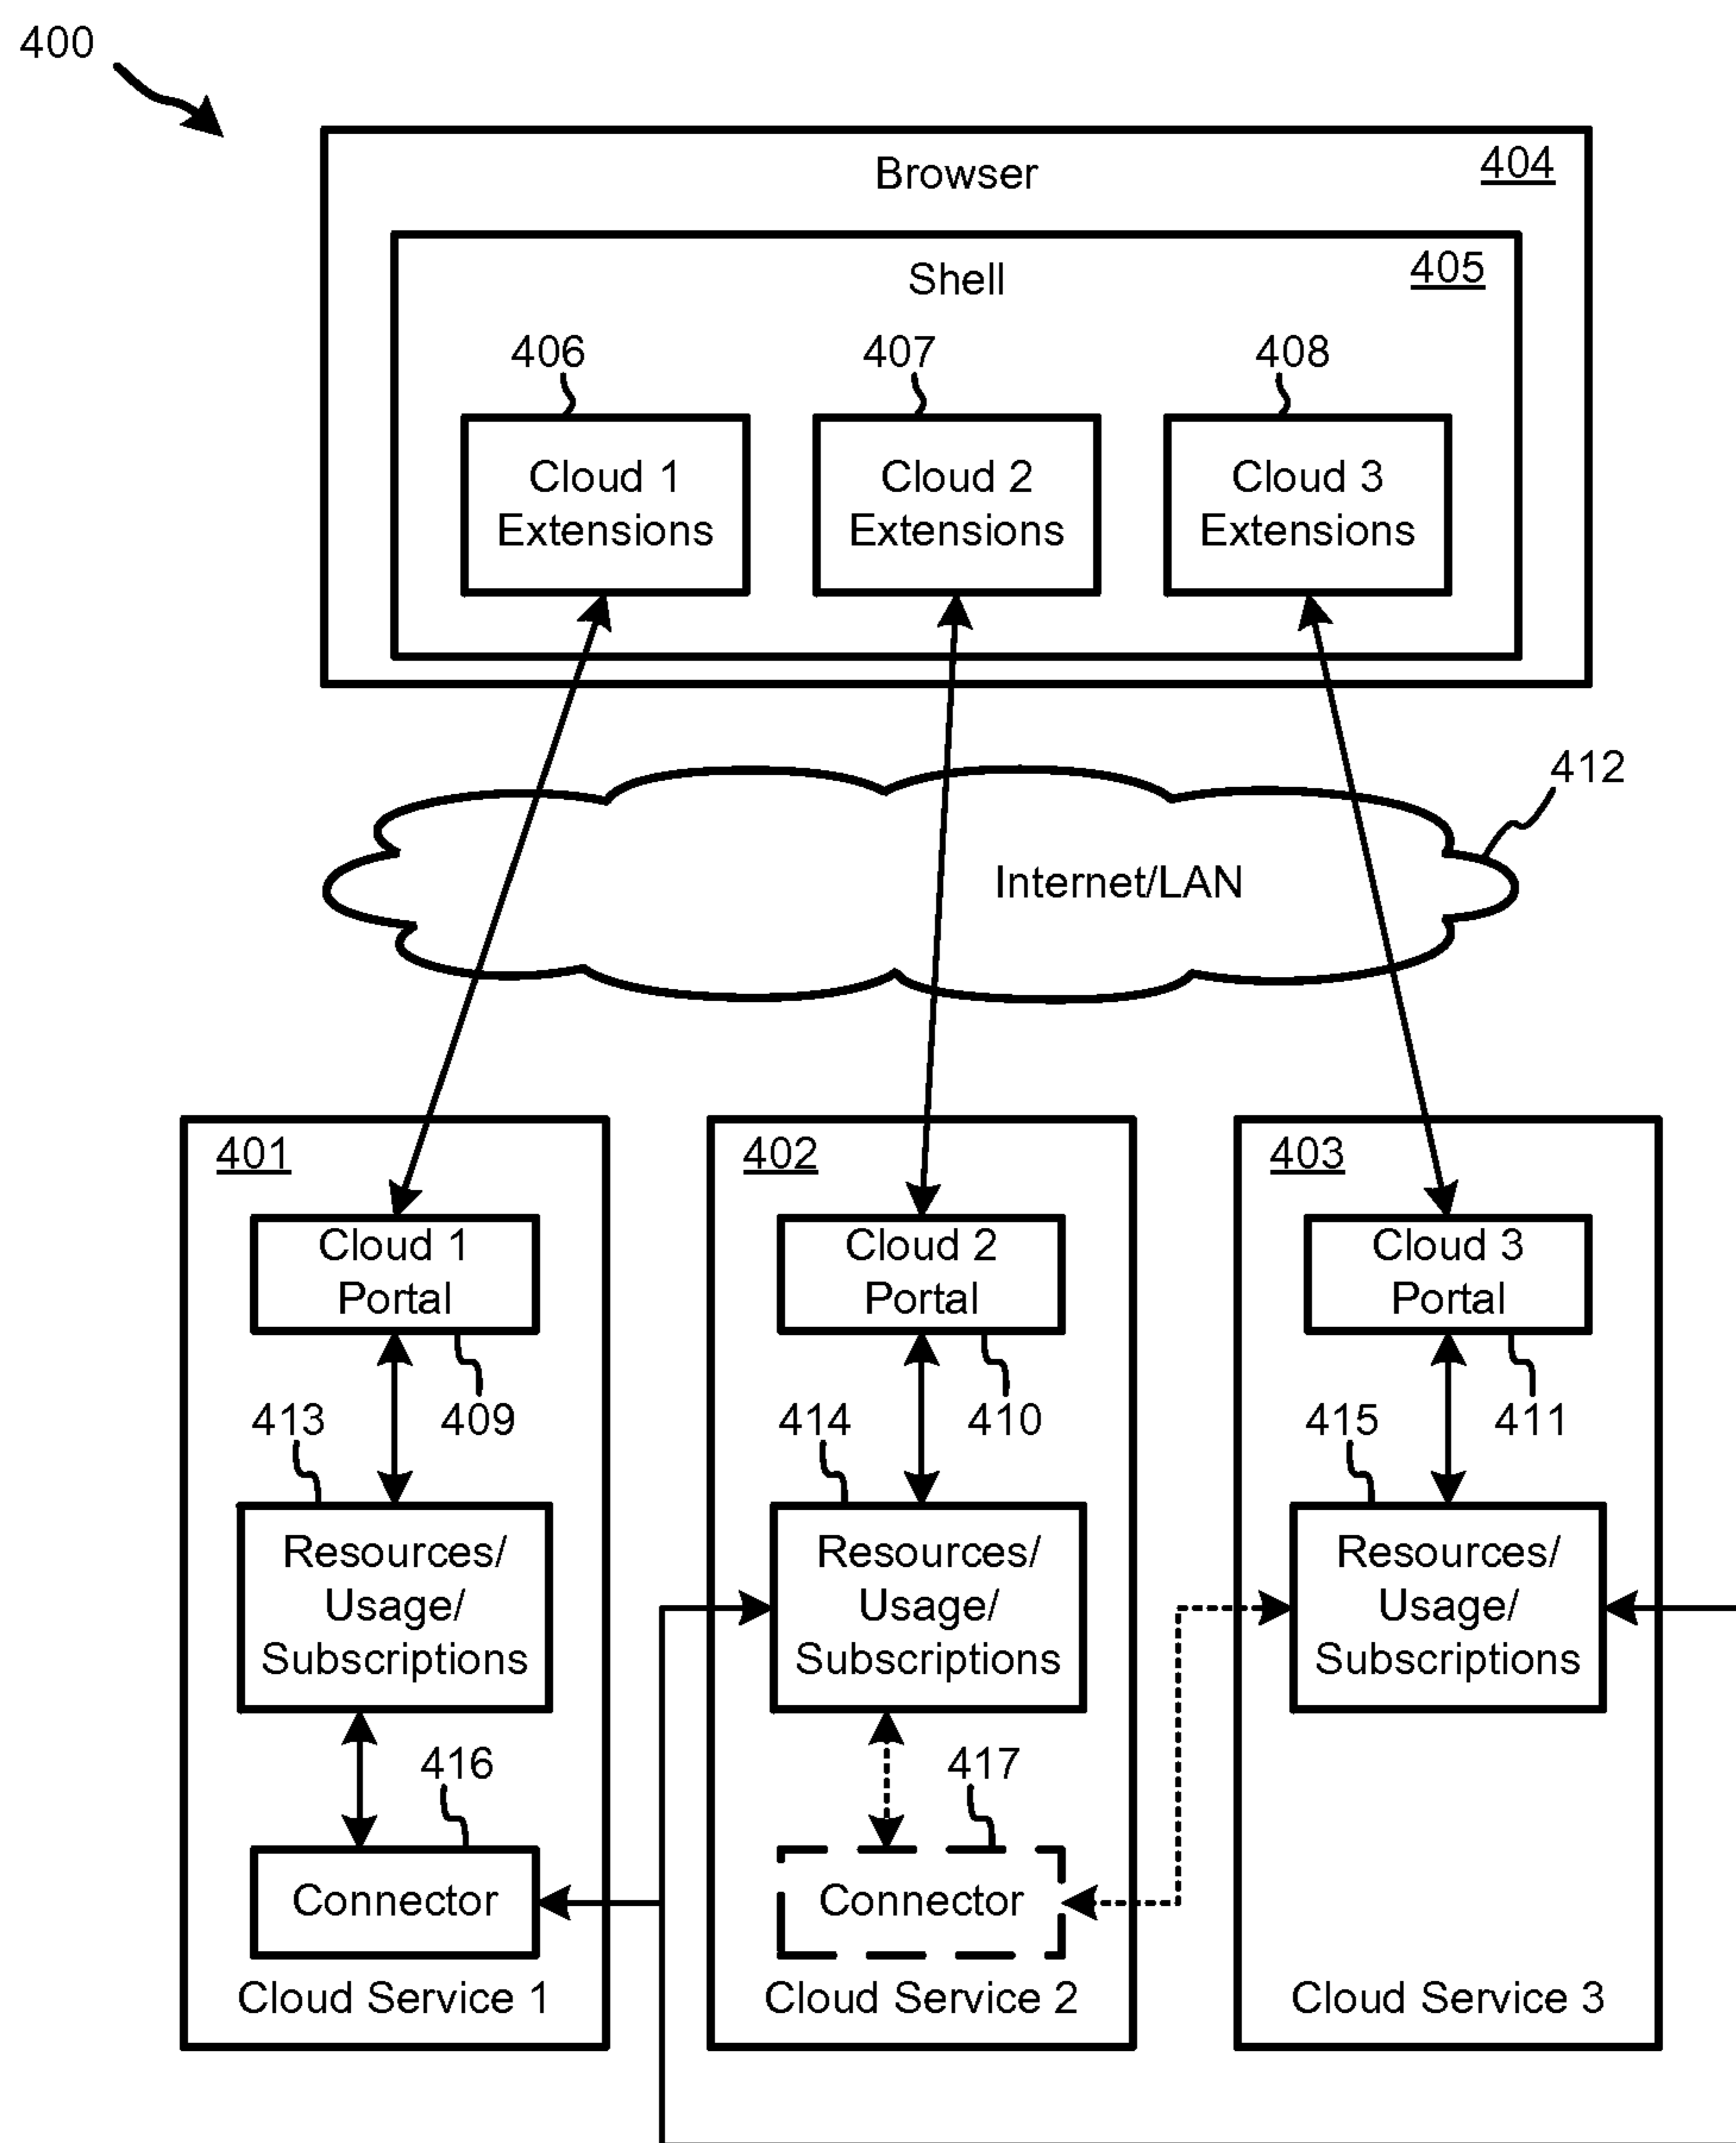 400
Browser
404
Shell
405
406
407
408
Cloud 1
Extensions
Cloud 2
Extensions
Cloud 3
Extensions
412
Internet/LAN
401
402
403
Cloud 1
Portal
Cloud 2
Portal
Cloud 3
Portal
413
409
414
410
415
411
Resources/
Usage/
Subscriptions
Resources/
Usage/
Subscriptions
Resources/
Usage/
Subscriptions
416
417
Connector
Connector
Cloud Service 1
Cloud Service 2
Cloud Service 3